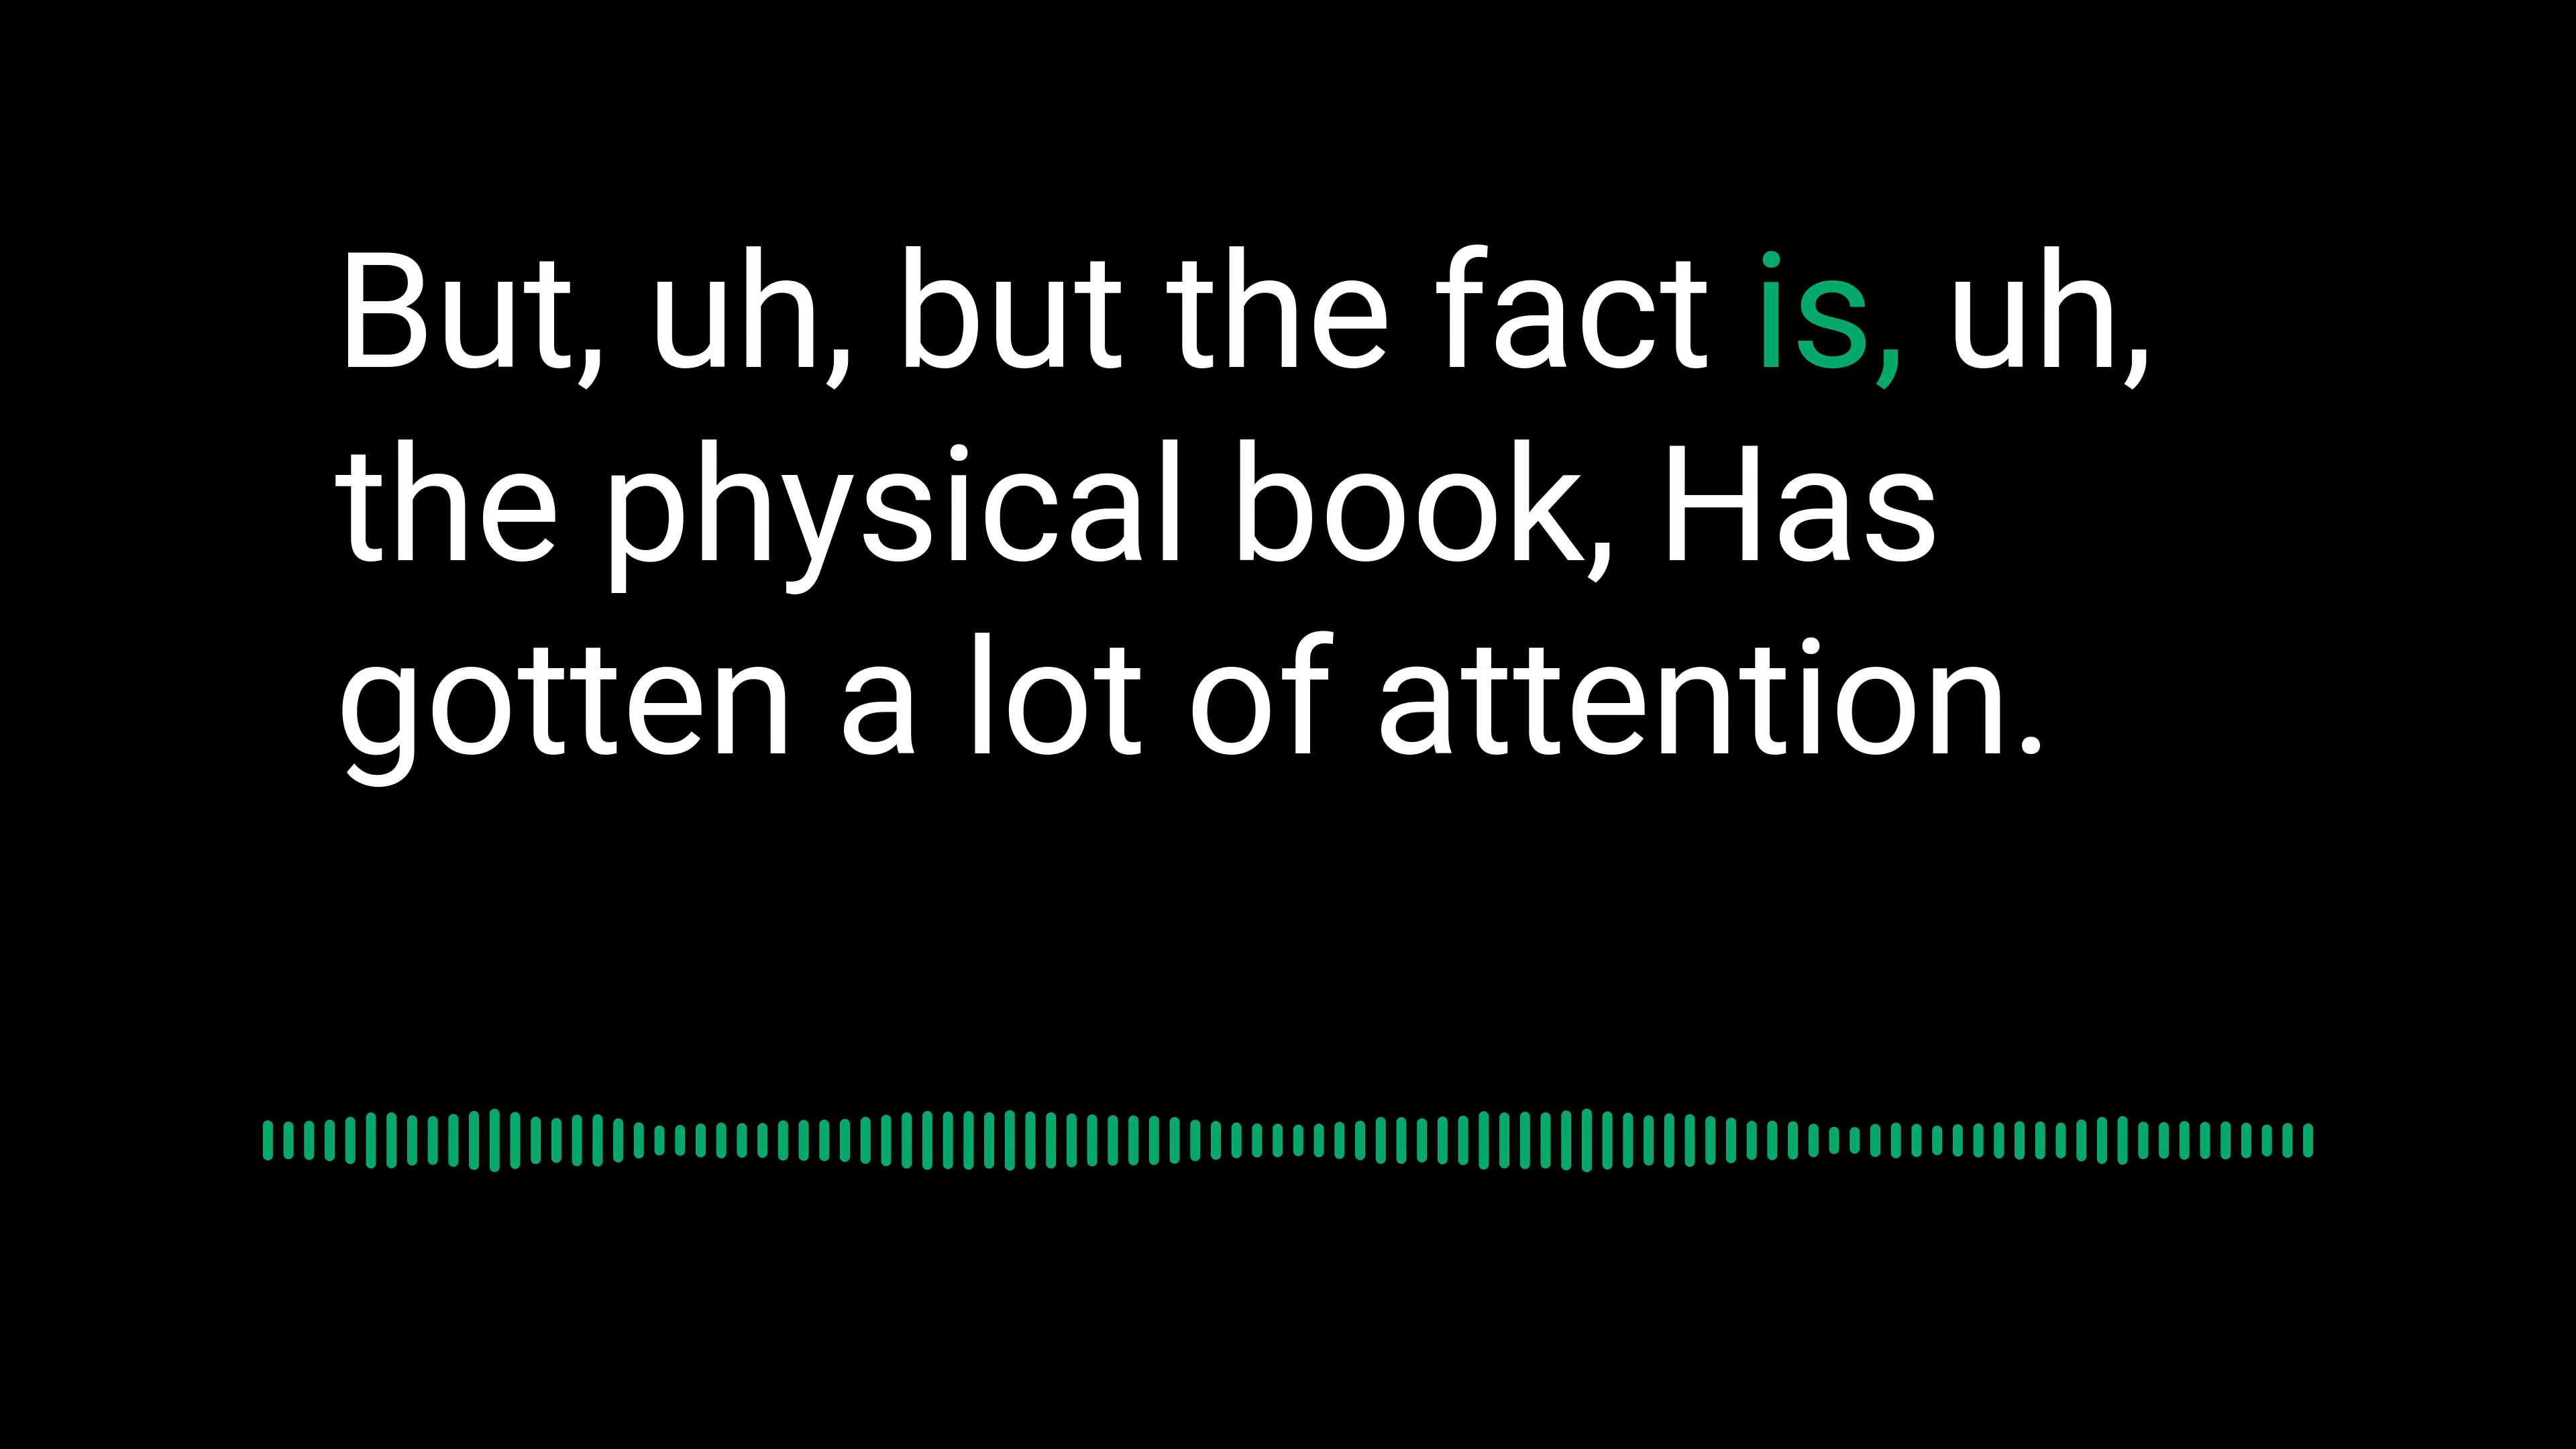 But, uh, but the fact is, uh,
the physical book, Has
gotten a lot of attention.